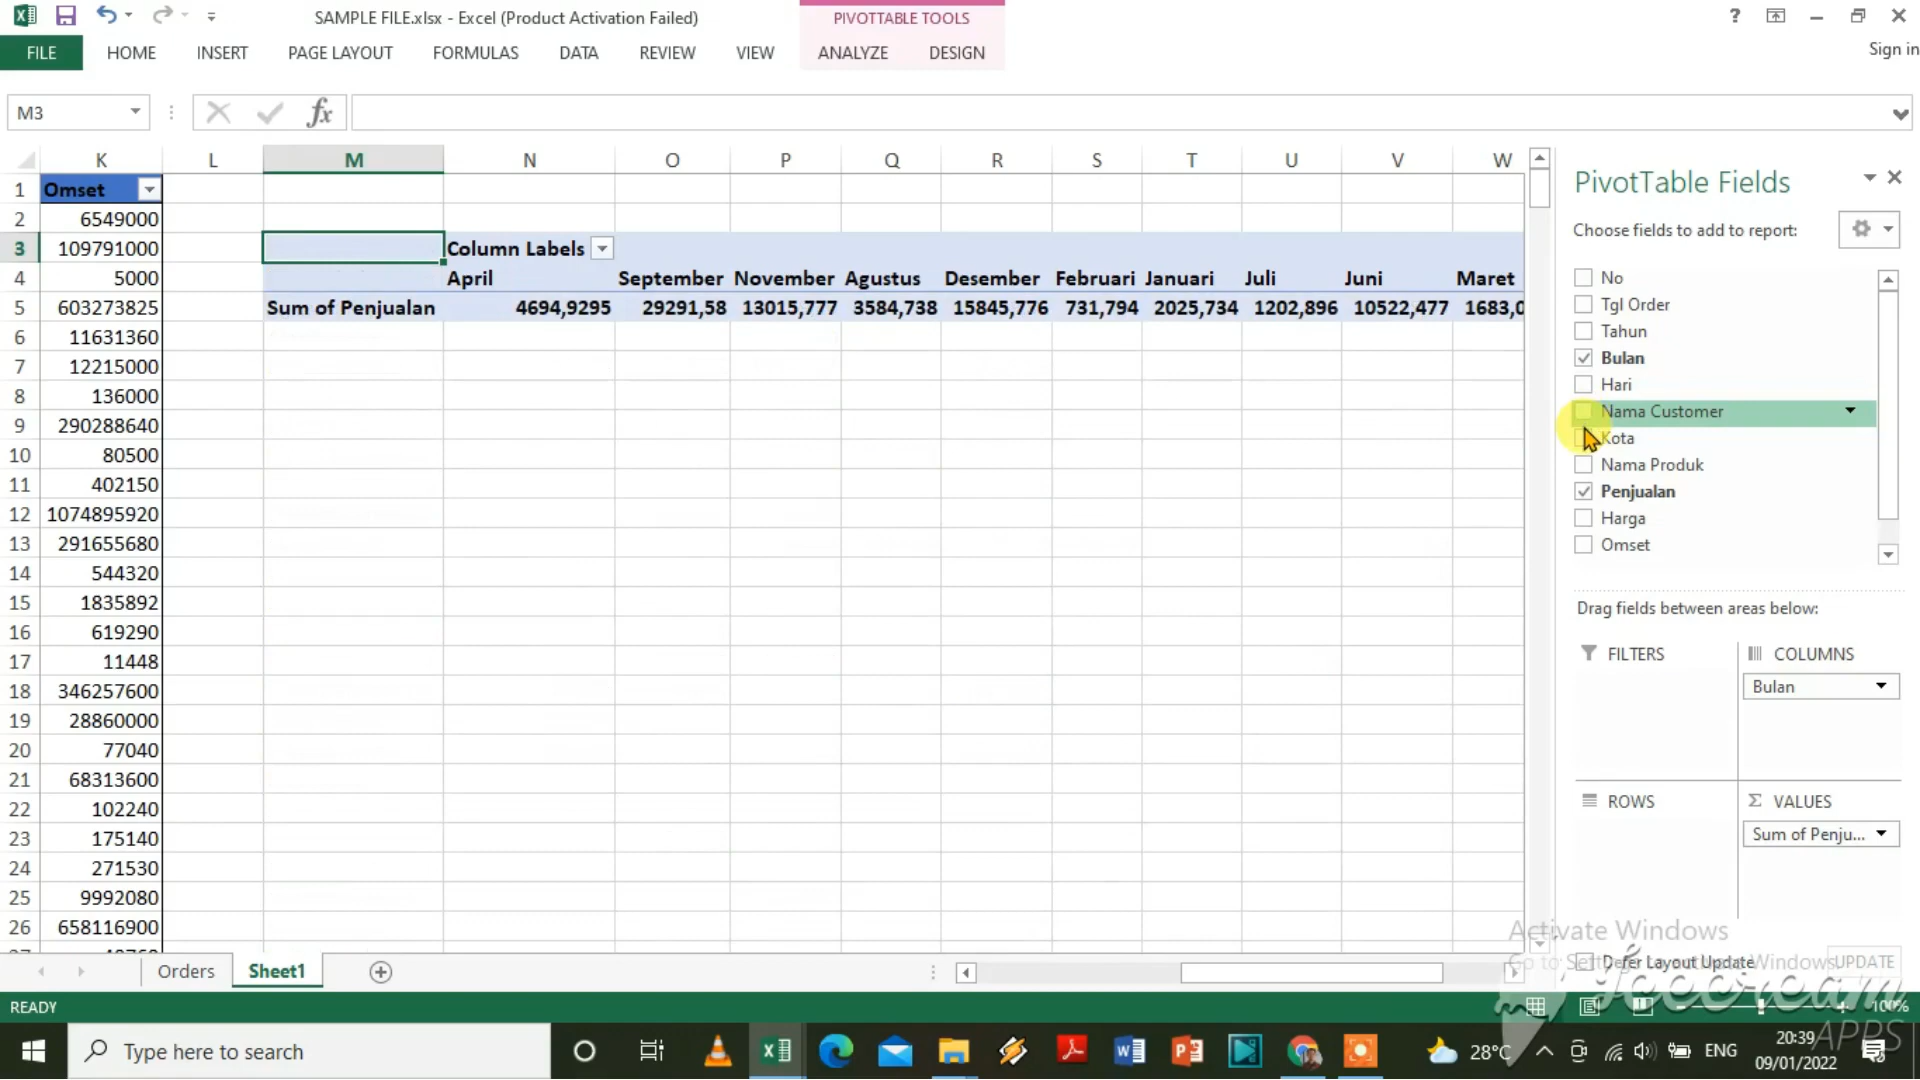 SAMPLE FILE.xlsx - Excel (Product Activation Failed)
PIVOTTABLE TOOLS
?
Sign in
FILE HOME INSERT PAGE LAYOUT FORMULAS DATA REVIEW VIEW ANALYZE DESIGN
M3 fx
K L M N O P Q R S T U V W
1 Omset
2 6549000
3 109791000 Column Labels
4 5000 April September November Agustus Desember Februari Januari Juli Juni Maret
5 603273825 Sum of Penjualan 4694,9295 29291,58 13015,777 3584,738 15845,776 731,794 2025,734 1202,896 10522,477 1683,0
6 11631360
7 12215000
8 136000
9 290288640
10 80500
11 402150
12 1074895920
13 291655680
14 544320
15 1835892
16 619290
17 11448
18 346257600
19 28860000
20 77040
21 68313600
22 102240
23 175140
24 271530
25 9992080
26 658116900
PivotTable Fields
Choose fields to add to report:
No
Tgl Order
Tahun
Bulan
Hari
Nama Customer
Kota
Nama Produk
Penjualan
Harga
Omset
Drag fields between areas below:
FILTERS
COLUMNS
Bulan
ROWS
VALUES
Sum of Penju...
Activate Windows
Defer Layout Update
UPDATE
Orders Sheet1
READY
100%
Icecream
APPS
Type here to search
28°C
ENG
20:39
09/01/2022